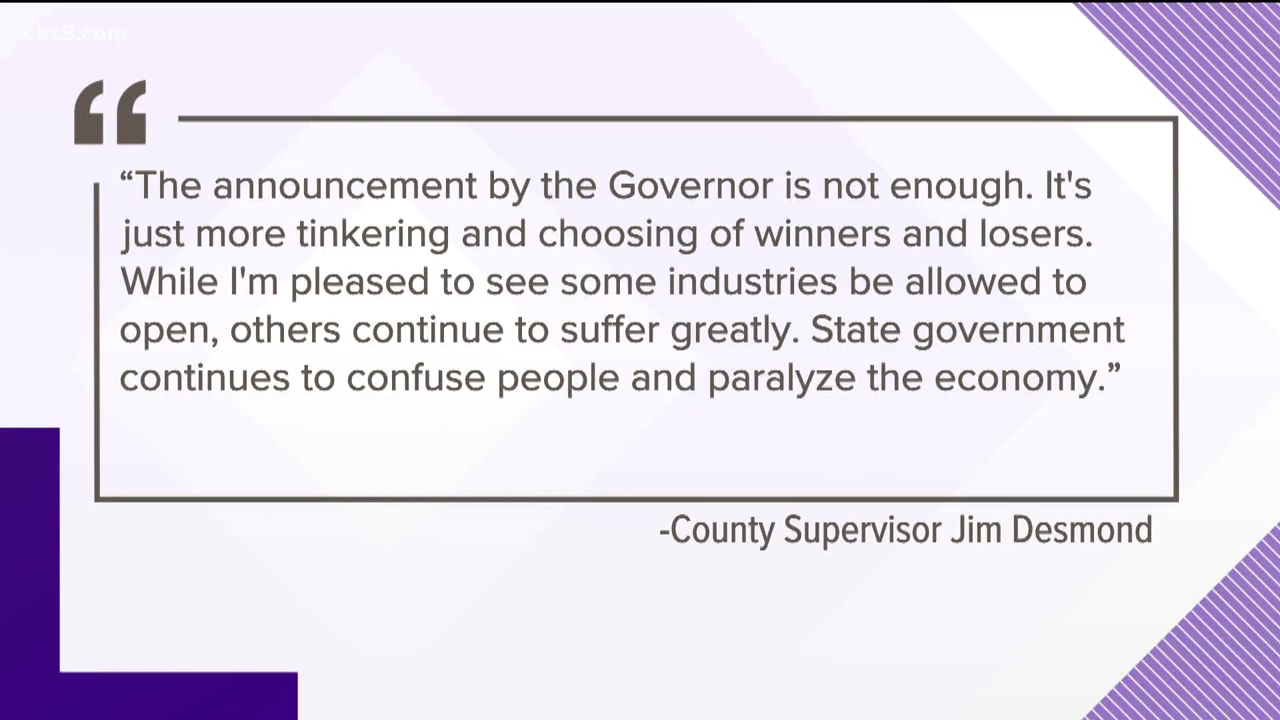 cbs8.com
“The announcement by the Governor is not enough. It's
just more tinkering and choosing of winners and losers.
While I'm pleased to see some industries be allowed to
open, others continue to suffer greatly. State government
continues to confuse people and paralyze the economy.”
-County Supervisor Jim Desmond